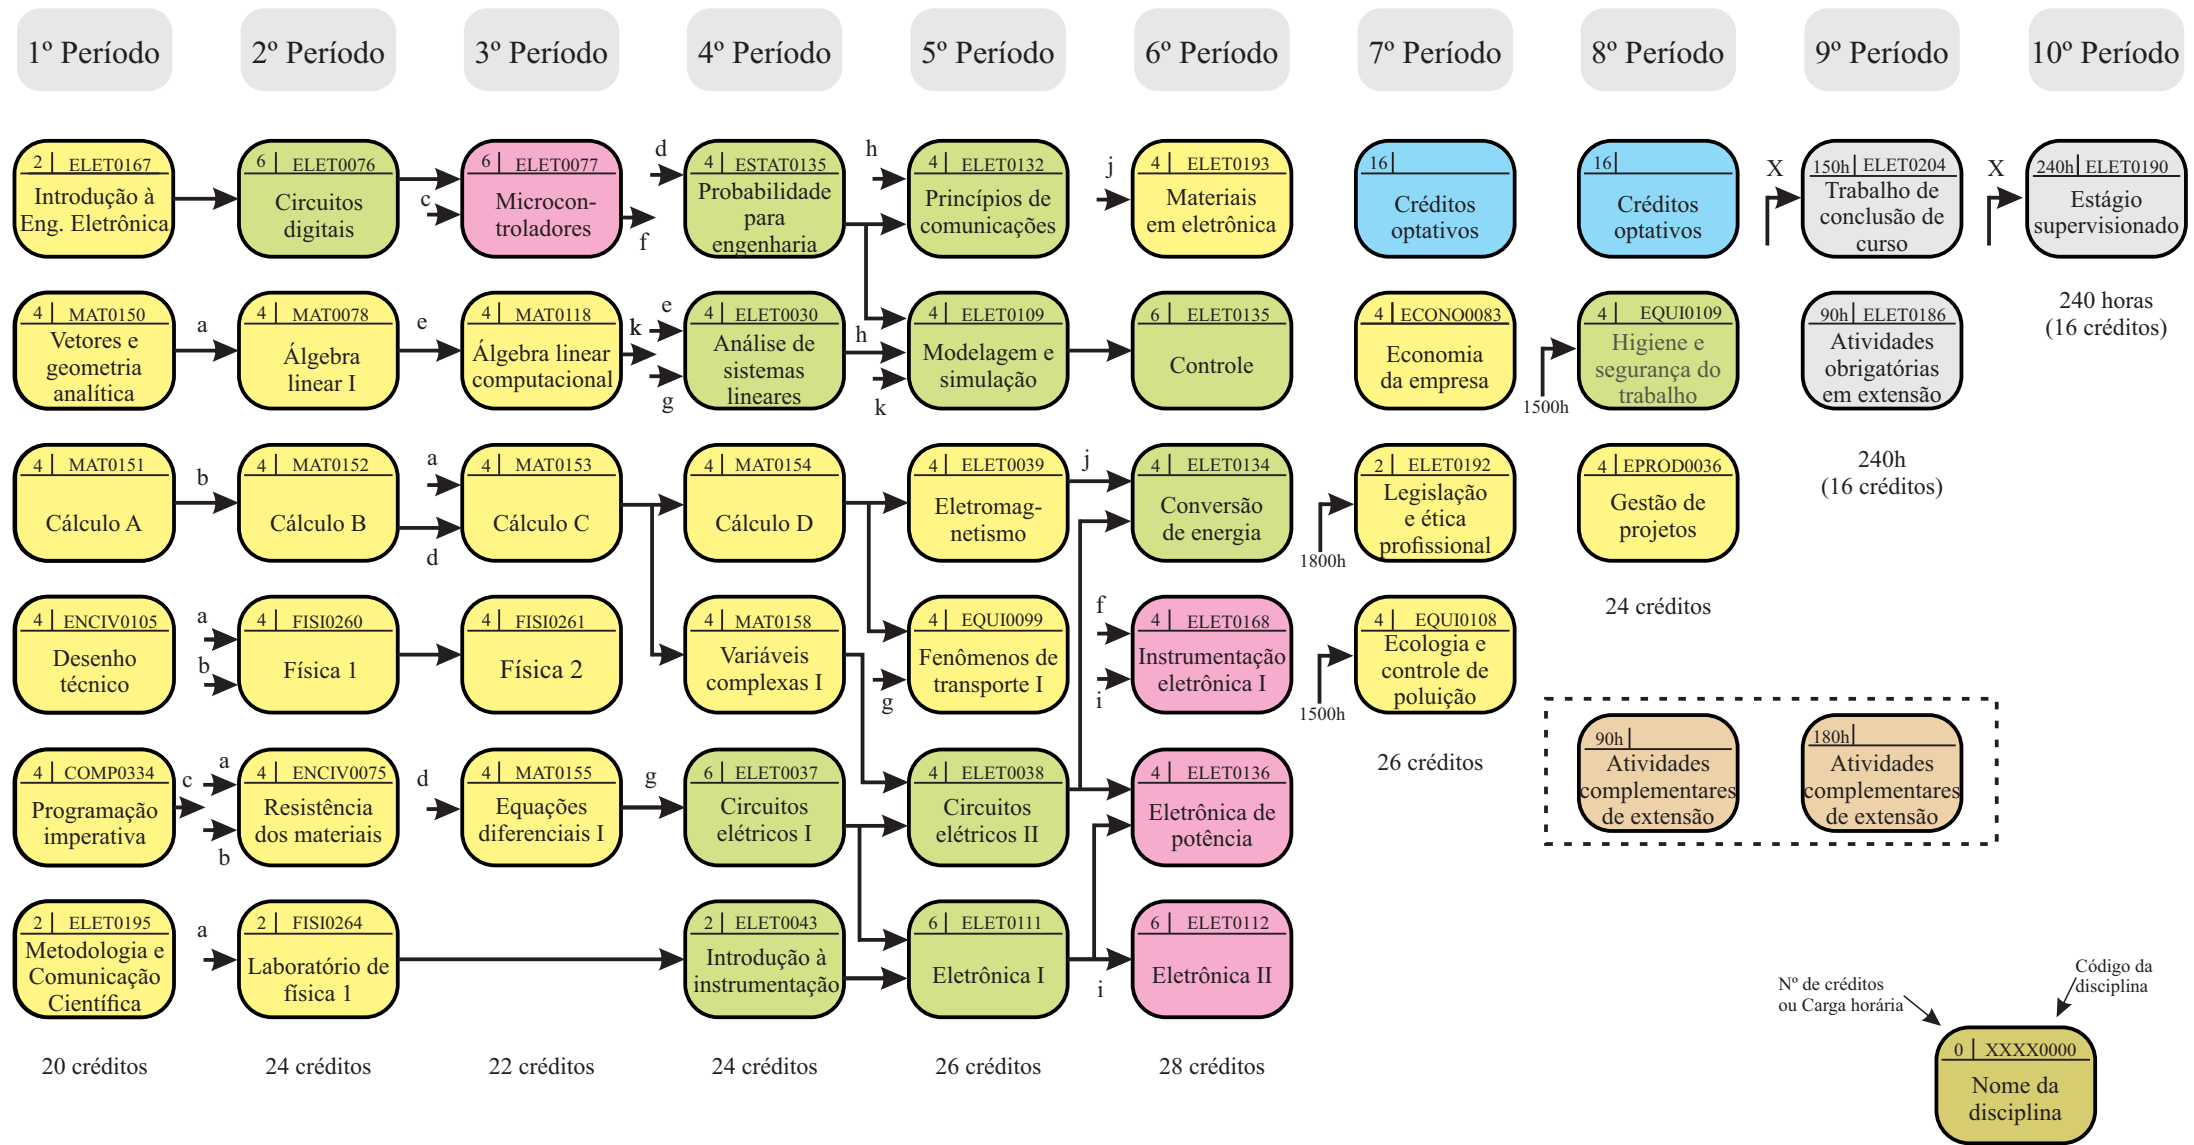 1º Período
2º Período
3º Período
4º Período
5º Período
6º Período
7º Período
8º Período
9º Período
10º Período
2 ELET0167
Introdução à
Eng. Eletrônica
6 ELET0076
Circuitos
digitais
c
6 ELET0077
Microcon-
troladores
f
d
4 ESTAT0135
Probabilidade
para
engenharia
h
4 ELET0132
Princípios de
comunicações
j
4 ELET0193
Materiais
em eletrônica
16
Créditos
optativos
16
Créditos
optativos
X
150h ELET0204
Trabalho de
conclusão de
curso
X
240h ELET0190
Estágio
supervisionado
240 horas
(16 créditos)
4 MAT0150
Vetores e
geometria
analítica
a
4 MAT0078
Álgebra
linear I
e
4 MAT0118
Álgebra linear
computacional
k
e
g
4 ELET0030
Análise de
sistemas
lineares
h
k
4 ELET0109
Modelagem e
simulação
6 ELET0135
Controle
4 ECONO0083
Economia
da empresa
1500h
4 EQUI0109
Higiene e
segurança do
trabalho
90h ELET0186
Atividades
obrigatórias
em extensão
240h
(16 créditos)
4 MAT0151
Cálculo A
b
4 MAT0152
Cálculo B
a
d
4 MAT0153
Cálculo C
4 MAT0154
Cálculo D
4 ELET0039
Eletromag-
netismo
j
4 ELET0134
Conversão
de energia
1800h
2 ELET0192
Legislação
e ética
profissional
4 EPROD0036
Gestão de
projetos
24 créditos
4 ENCIV0105
Desenho
técnico
a
b
4 FISI0260
Física 1
4 FISI0261
Física 2
4 MAT0158
Variáveis
complexas I
4 EQUI0099
Fenômenos de
transporte I
g
f
i
4 ELET0168
Instrumentação
eletrônica I
1500h
4 EQUI0108
Ecologia e
controle de
poluição
26 créditos
4 COMP0334
Programação
imperativa
c
a
b
4 ENCIV0075
Resistência
dos materiais
d
4 MAT0155
Equações
diferenciais I
g
6 ELET0037
Circuitos
elétricos I
4 ELET0038
Circuitos
elétricos II
4 ELET0136
Eletrônica de
potência
90h
Atividades
complementares
de extensão
180h
Atividades
complementares
de extensão
2 ELET0195
Metodologia e
Comunicação
Científica
a
2 FISI0264
Laboratório de
física 1
2 ELET0043
Introdução à
instrumentação
6 ELET0111
Eletrônica I
i
6 ELET0112
Eletrônica II
20 créditos
24 créditos
22 créditos
24 créditos
26 créditos
28 créditos
Nº de créditos
ou Carga horária
Código da
disciplina
0 XXXX0000
Nome da
disciplina